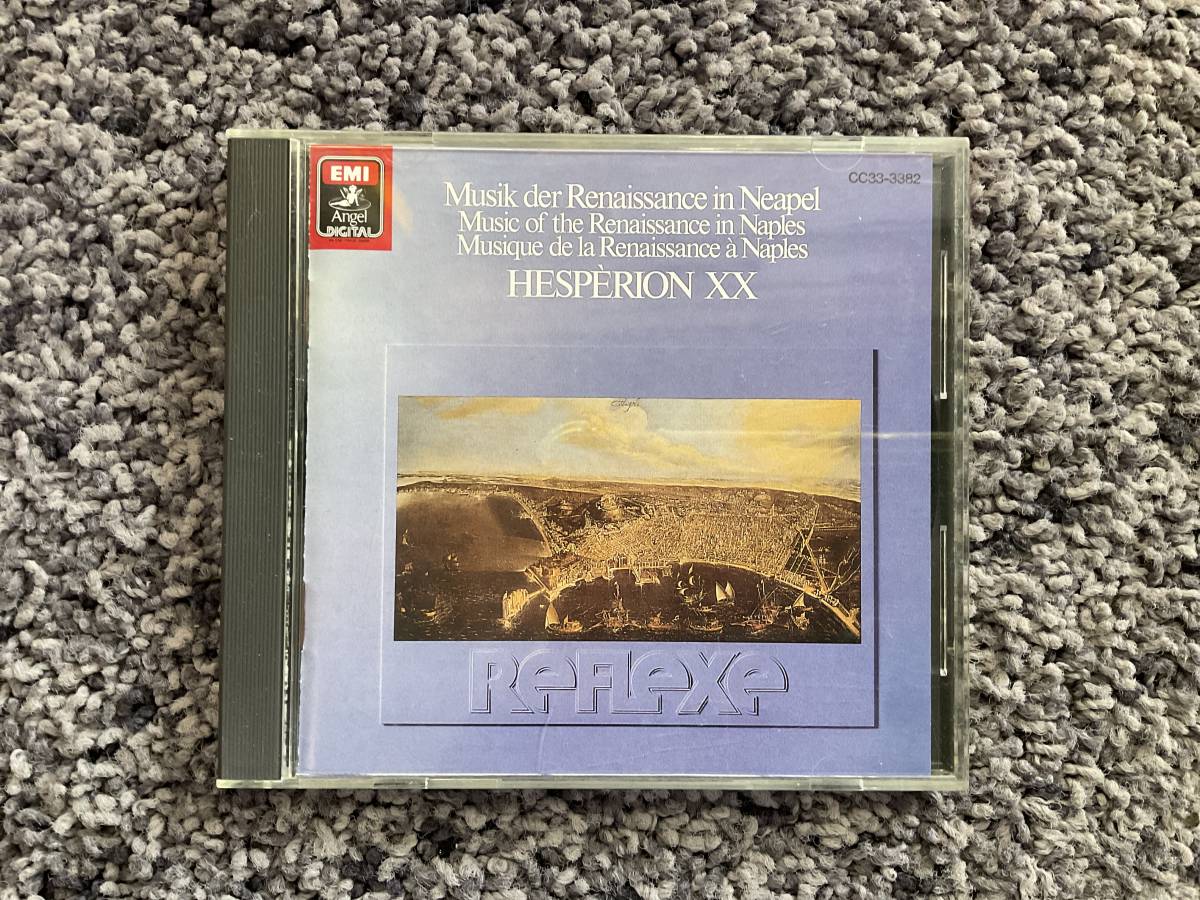 EMI
Angel
DIGITAL
CC33-3382
Musik der Renaissance in Neapel
Music of the Renaissance in Naples
Musique de la Renaissance à Naples
HESPÈRION XX
Reflexe